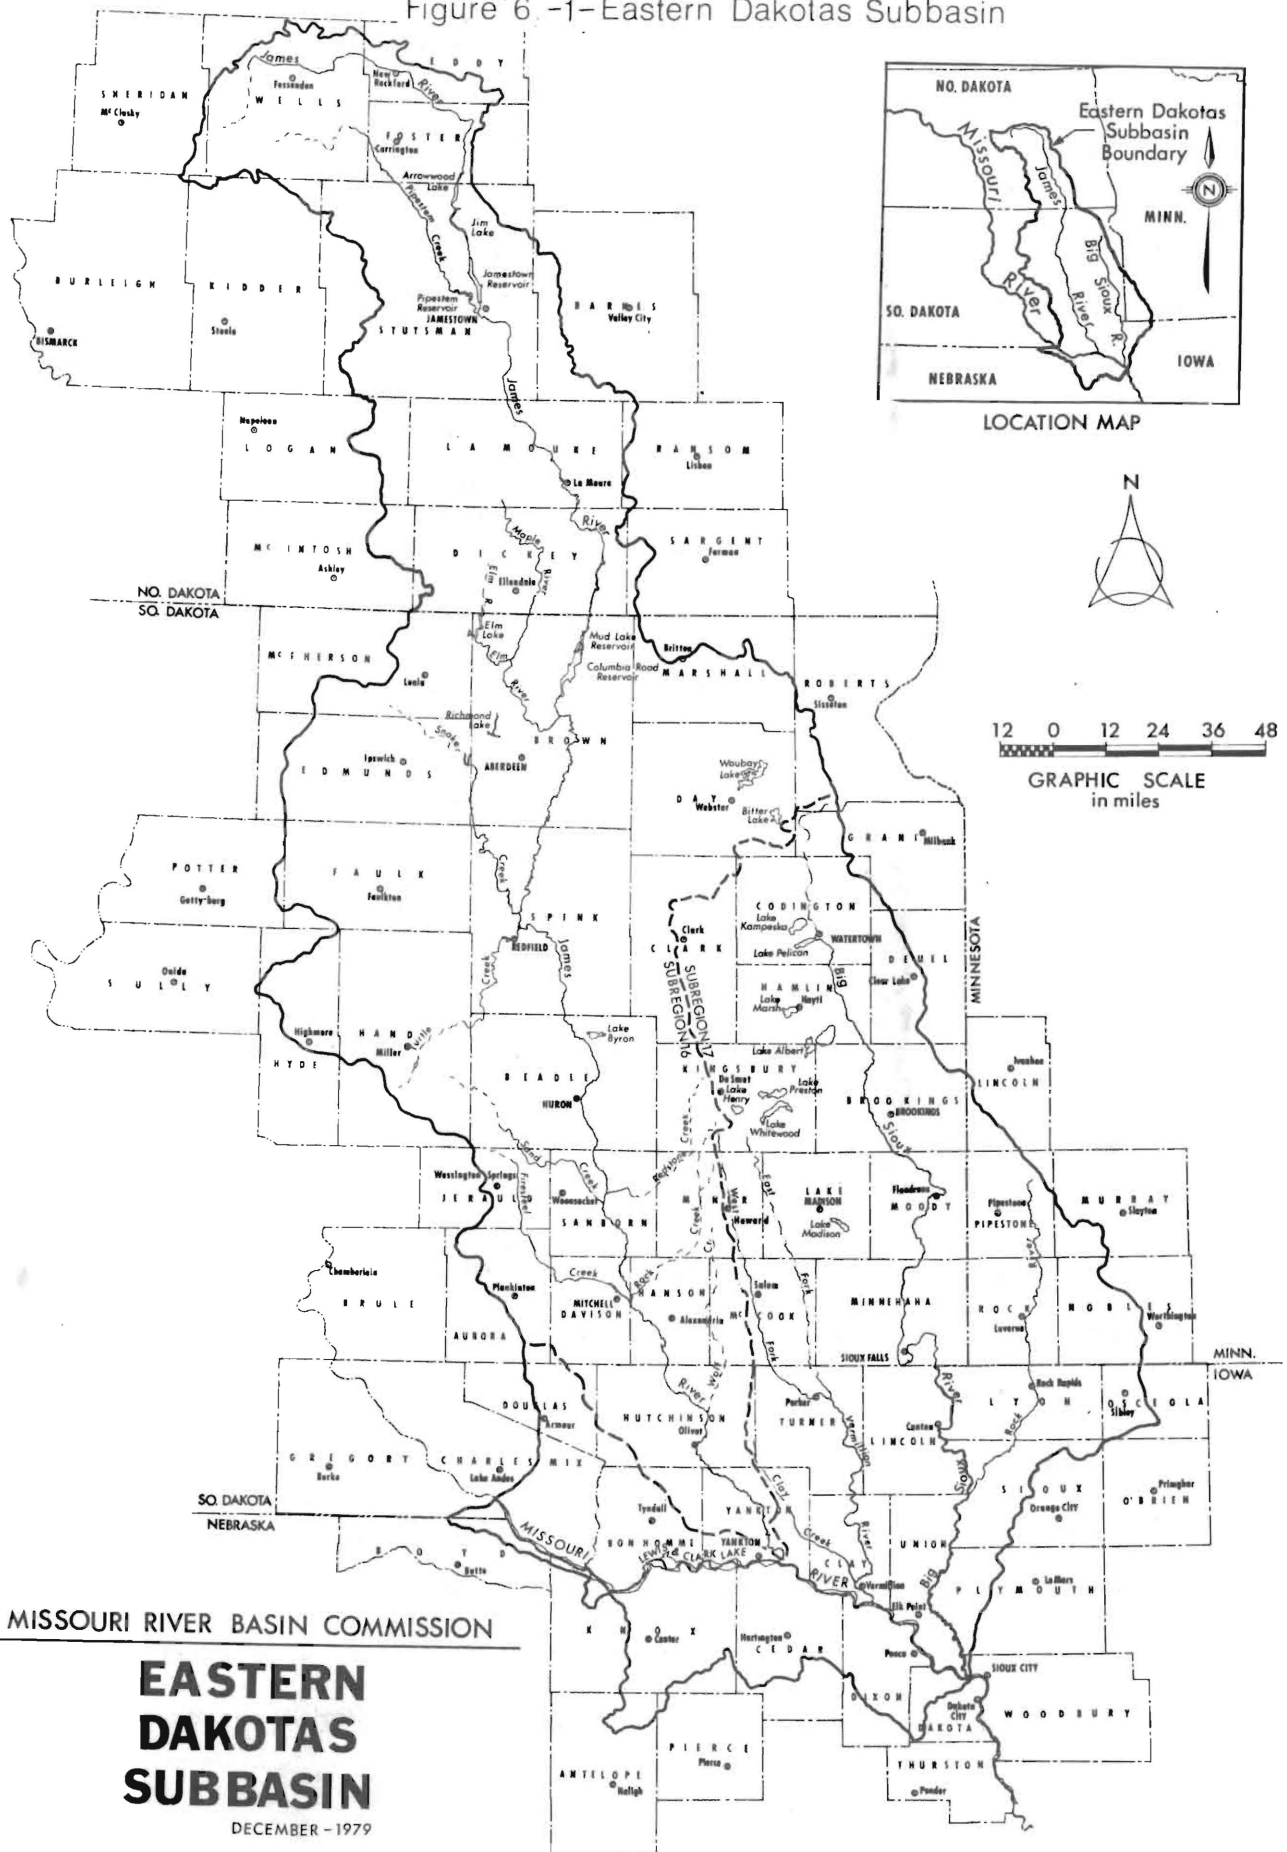 Figure 6 -1-Eastern Dakotas Subbasin
James
EDDY
Fessenden
New
Rockford
River
SHERIDAN
WELLS
McClusky
FOSTER
Carrington
Arrowwood
Lake
Pipestem
Creek
Jim
Lake
Jamestown
Reservoir
Pipestem
Reservoir
JAMESTOWN
BURLEIGH
KIDDER
BARNES
Valley City
Steele
STUTSMAN
BISMARCK
NO. DAKOTA
Eastern Dakotas
Subbasin
Boundary
Missouri
James
N
MINN.
Big Sioux R.
River
River
SO. DAKOTA
IOWA
NEBRASKA
LOCATION MAP
James
Napoleon
LOGAN
LA MOURE
RANSOM
Lisbon
La Moure
River
N
Maple
River
McINTOSH
Ashley
DICKEY
SARGENT
Forman
Elm R.
Ellendale
NO. DAKOTA
SO. DAKOTA
Elm
Lake
Elm
River
Mud Lake
Reservoir
Columbia Road
Reservoir
Britton
MARSHALL
McPHERSON
Leola
ROBERTS
Sisseton
Richmond
Lake
Snake
BROWN
12 0 12 24 36 48
GRAPHIC SCALE
in miles
Ipswich
EDMUNDS
ABERDEEN
Waubay
Lake
DAY
Webster
Bitter
Lake
GRANT
Milbank
POTTER
Gettysburg
FAULK
Faulkton
Creek
CODINGTON
Lake
Kampeska
WATERTOWN
Lake Pelican
SPINK
REDFIELD
James
Clark
CLARK
DEUEL
Clear Lake
MINNESOTA
SUBREGION 17
SUBREGION 16
Big
HAMLIN
Lake
Marsh
Hayti
Onida
SULLY
Creek
Highmore
HYDE
HAND
Miller
Turtle
Lake
Byron
Lake Albert
KINGSBURY
De Smet
Lake
Henry
Lake
Preston
Lake
Whitewood
Ivanhoe
LINCOLN
BEADLE
HURON
BROOKINGS
BROOKINGS
Sioux
Sand
Creek
Redstone Creek
Wessington Springs
JERAULD
Firesteel
Woonsocket
SANBORN
MINER
Howard
West
East
LAKE
MADISON
Lake
Madison
Flandreau
MOODY
Pipestone
PIPESTONE
MURRAY
Slayton
Rock
Creek
Chamberlain
BRULE
Plankinton
AURORA
Creek
MITCHELL
DAVISON
HANSON
Alexandria
Salem
McCOOK
Fork
Fork
MINNEHAHA
SIOUX FALLS
River
ROCK
Luverne
NOBLES
Worthington
MINN.
IOWA
DOUGLAS
Armour
River
HUTCHINSON
Olivet
Wolf
Parker
TURNER
Vermillion
River
Canton
LINCOLN
Sioux
Rock
Rock Rapids
LYON
OSCEOLA
Sibley
GREGORY
Burke
CHARLES MIX
Lake Andes
SO. DAKOTA
NEBRASKA
Tyndall
YANKTON
Clay
Creek
River
SIOUX
Orange City
Primghar
O'BRIEN
BOYD
Butte
MISSOURI
BON HOMME
LEWIS & CLARK LAKE
YANKTON
RIVER
CLAY
Vermillion
UNION
Big
Le Mars
PLYMOUTH
Elk Point
KNOX
Center
Hartington
CEDAR
Ponca
SIOUX CITY
DIXON
Dakota
City
DAKOTA
WOODBURY
PIERCE
Pierce
ANTELOPE
Neligh
THURSTON
Pender
MISSOURI RIVER BASIN COMMISSION
EASTERN
DAKOTAS
SUBBASIN
DECEMBER-1979